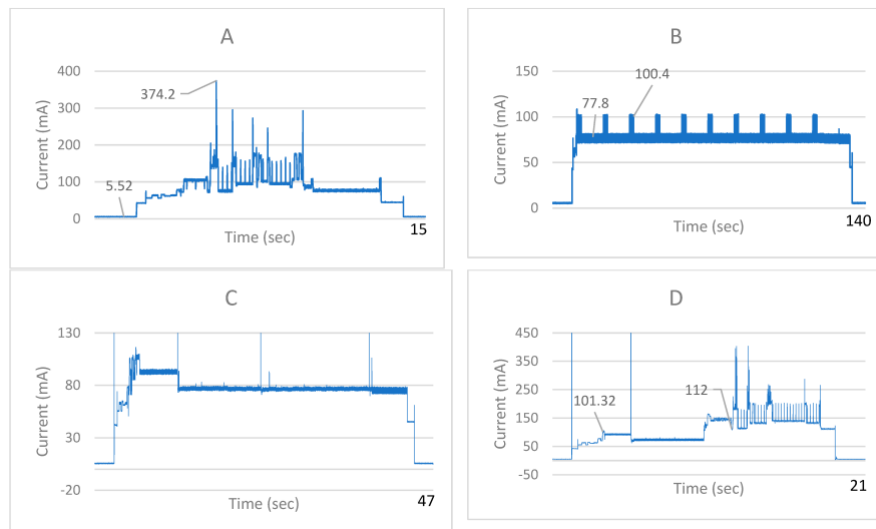 A
400
300
200
100
0
Current (mA)
374.2
5.52
Time (sec)
15
B
150
100
50
0
Current (mA)
77.8
100.4
Time (sec)
140
C
130
80
30
-20
Current (mA)
Time (sec)
47
D
450
350
250
150
50
-50
Current (mA)
101.32
112
Time (sec)
21